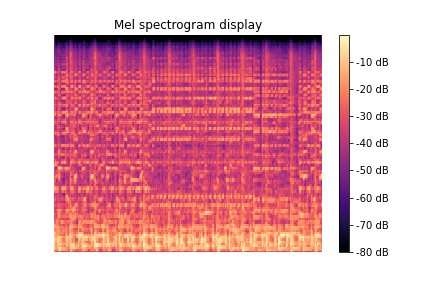 Mel spectrogram display
-10 dB
-20 dB
-30 dB
-40 dB
-50 dB
-60 dB
-70 dB
-80 dB